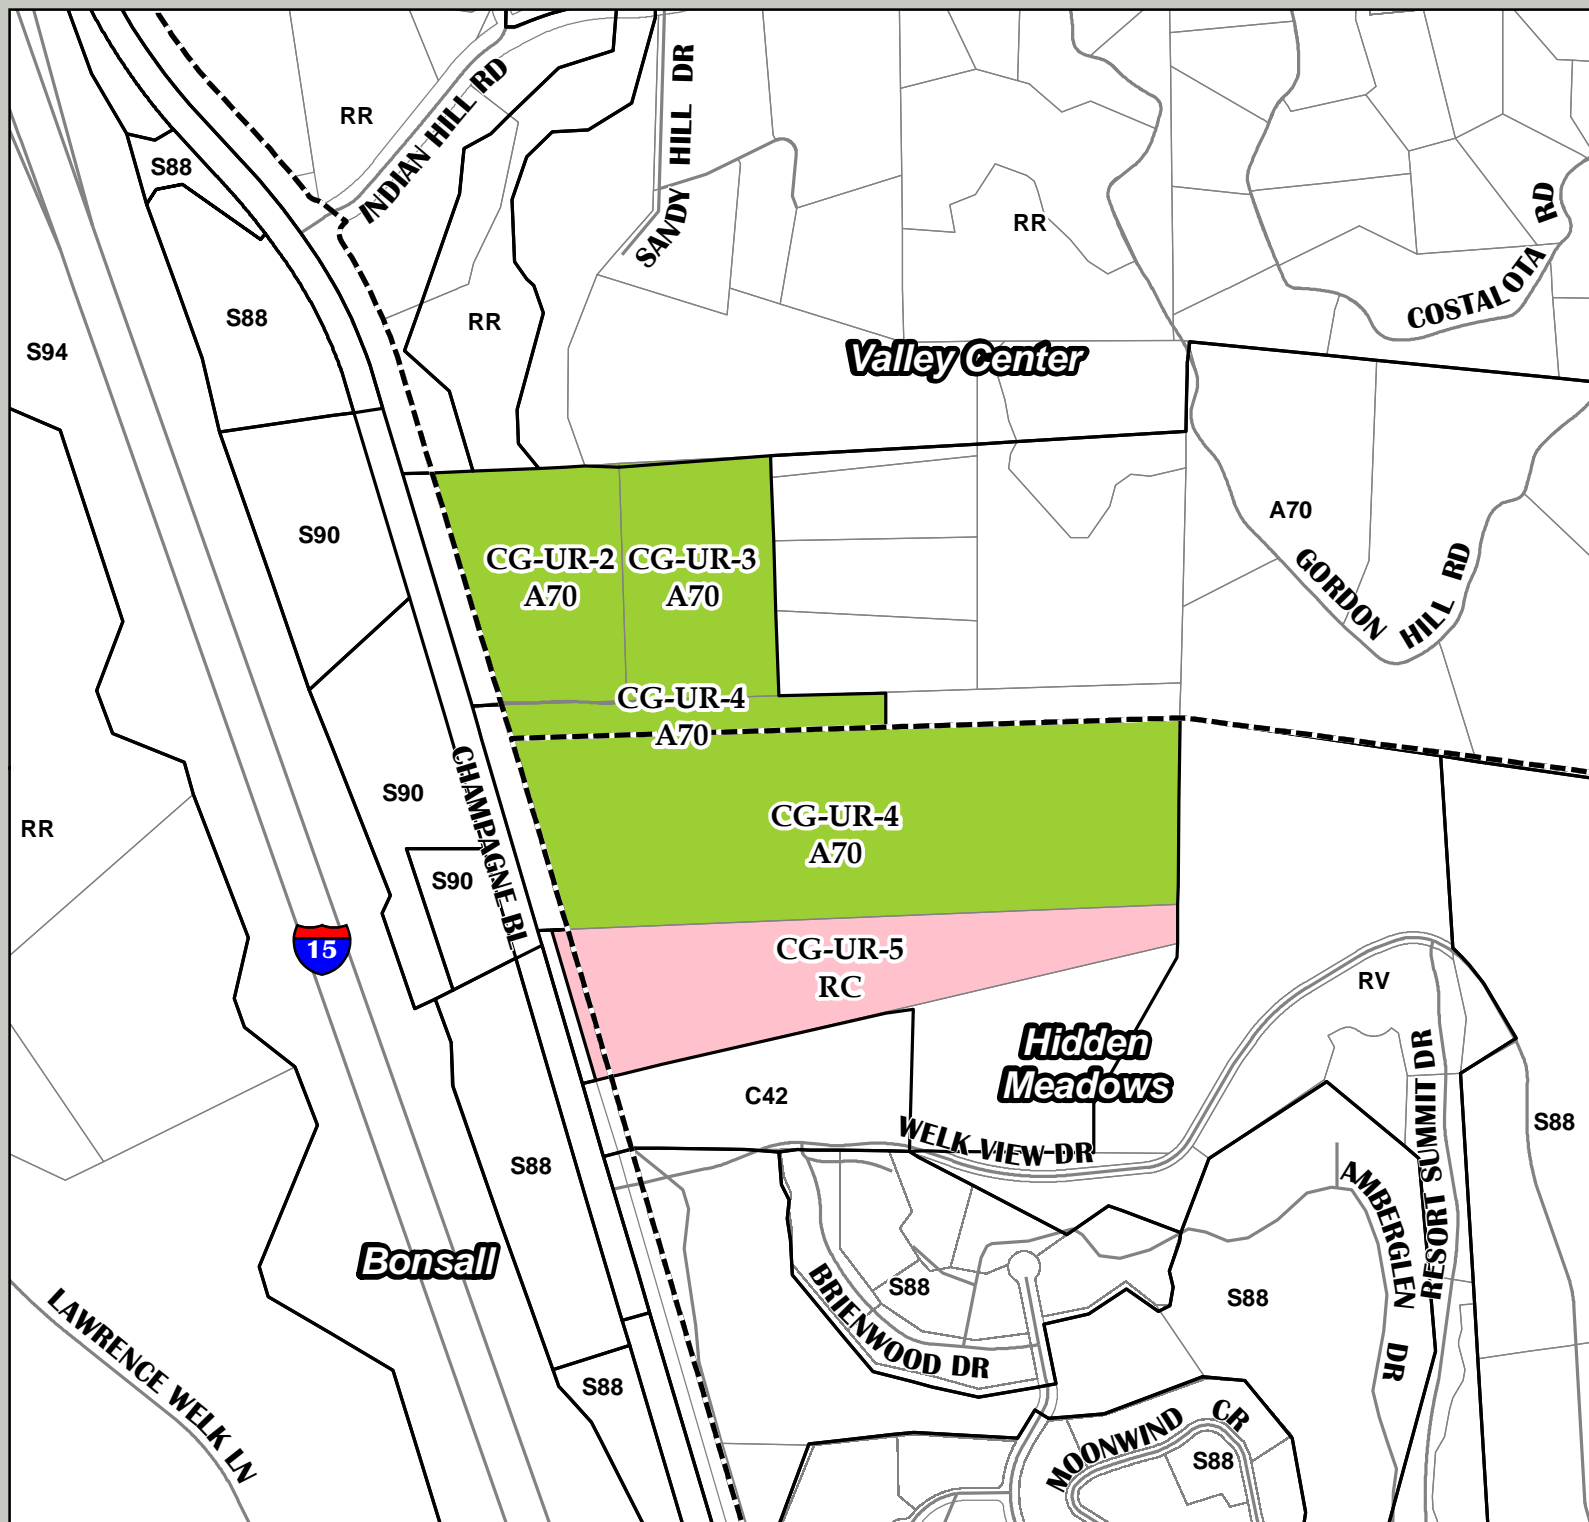 RR
INDIAN HILL RD
SANDY HILL DR
S88
RR
COSTALOTA RD
S88
RR
S94
Valley Center
A70
S90
GORDON HILL RD
CG-UR-2
A70
CG-UR-3
A70
CG-UR-4
A70
CHAMPAGNE BL
S90
RR
CG-UR-4
A70
S90
15
CG-UR-5
RC
RV
Hidden
Meadows
C42
WELK VIEW DR
RESORT SUMMIT DR
S88
S88
AMBERGLEN DR
Bonsall
BRIENWOOD DR
S88
S88
LAWRENCE WELK LN
S88
MOONWIND CR
S88